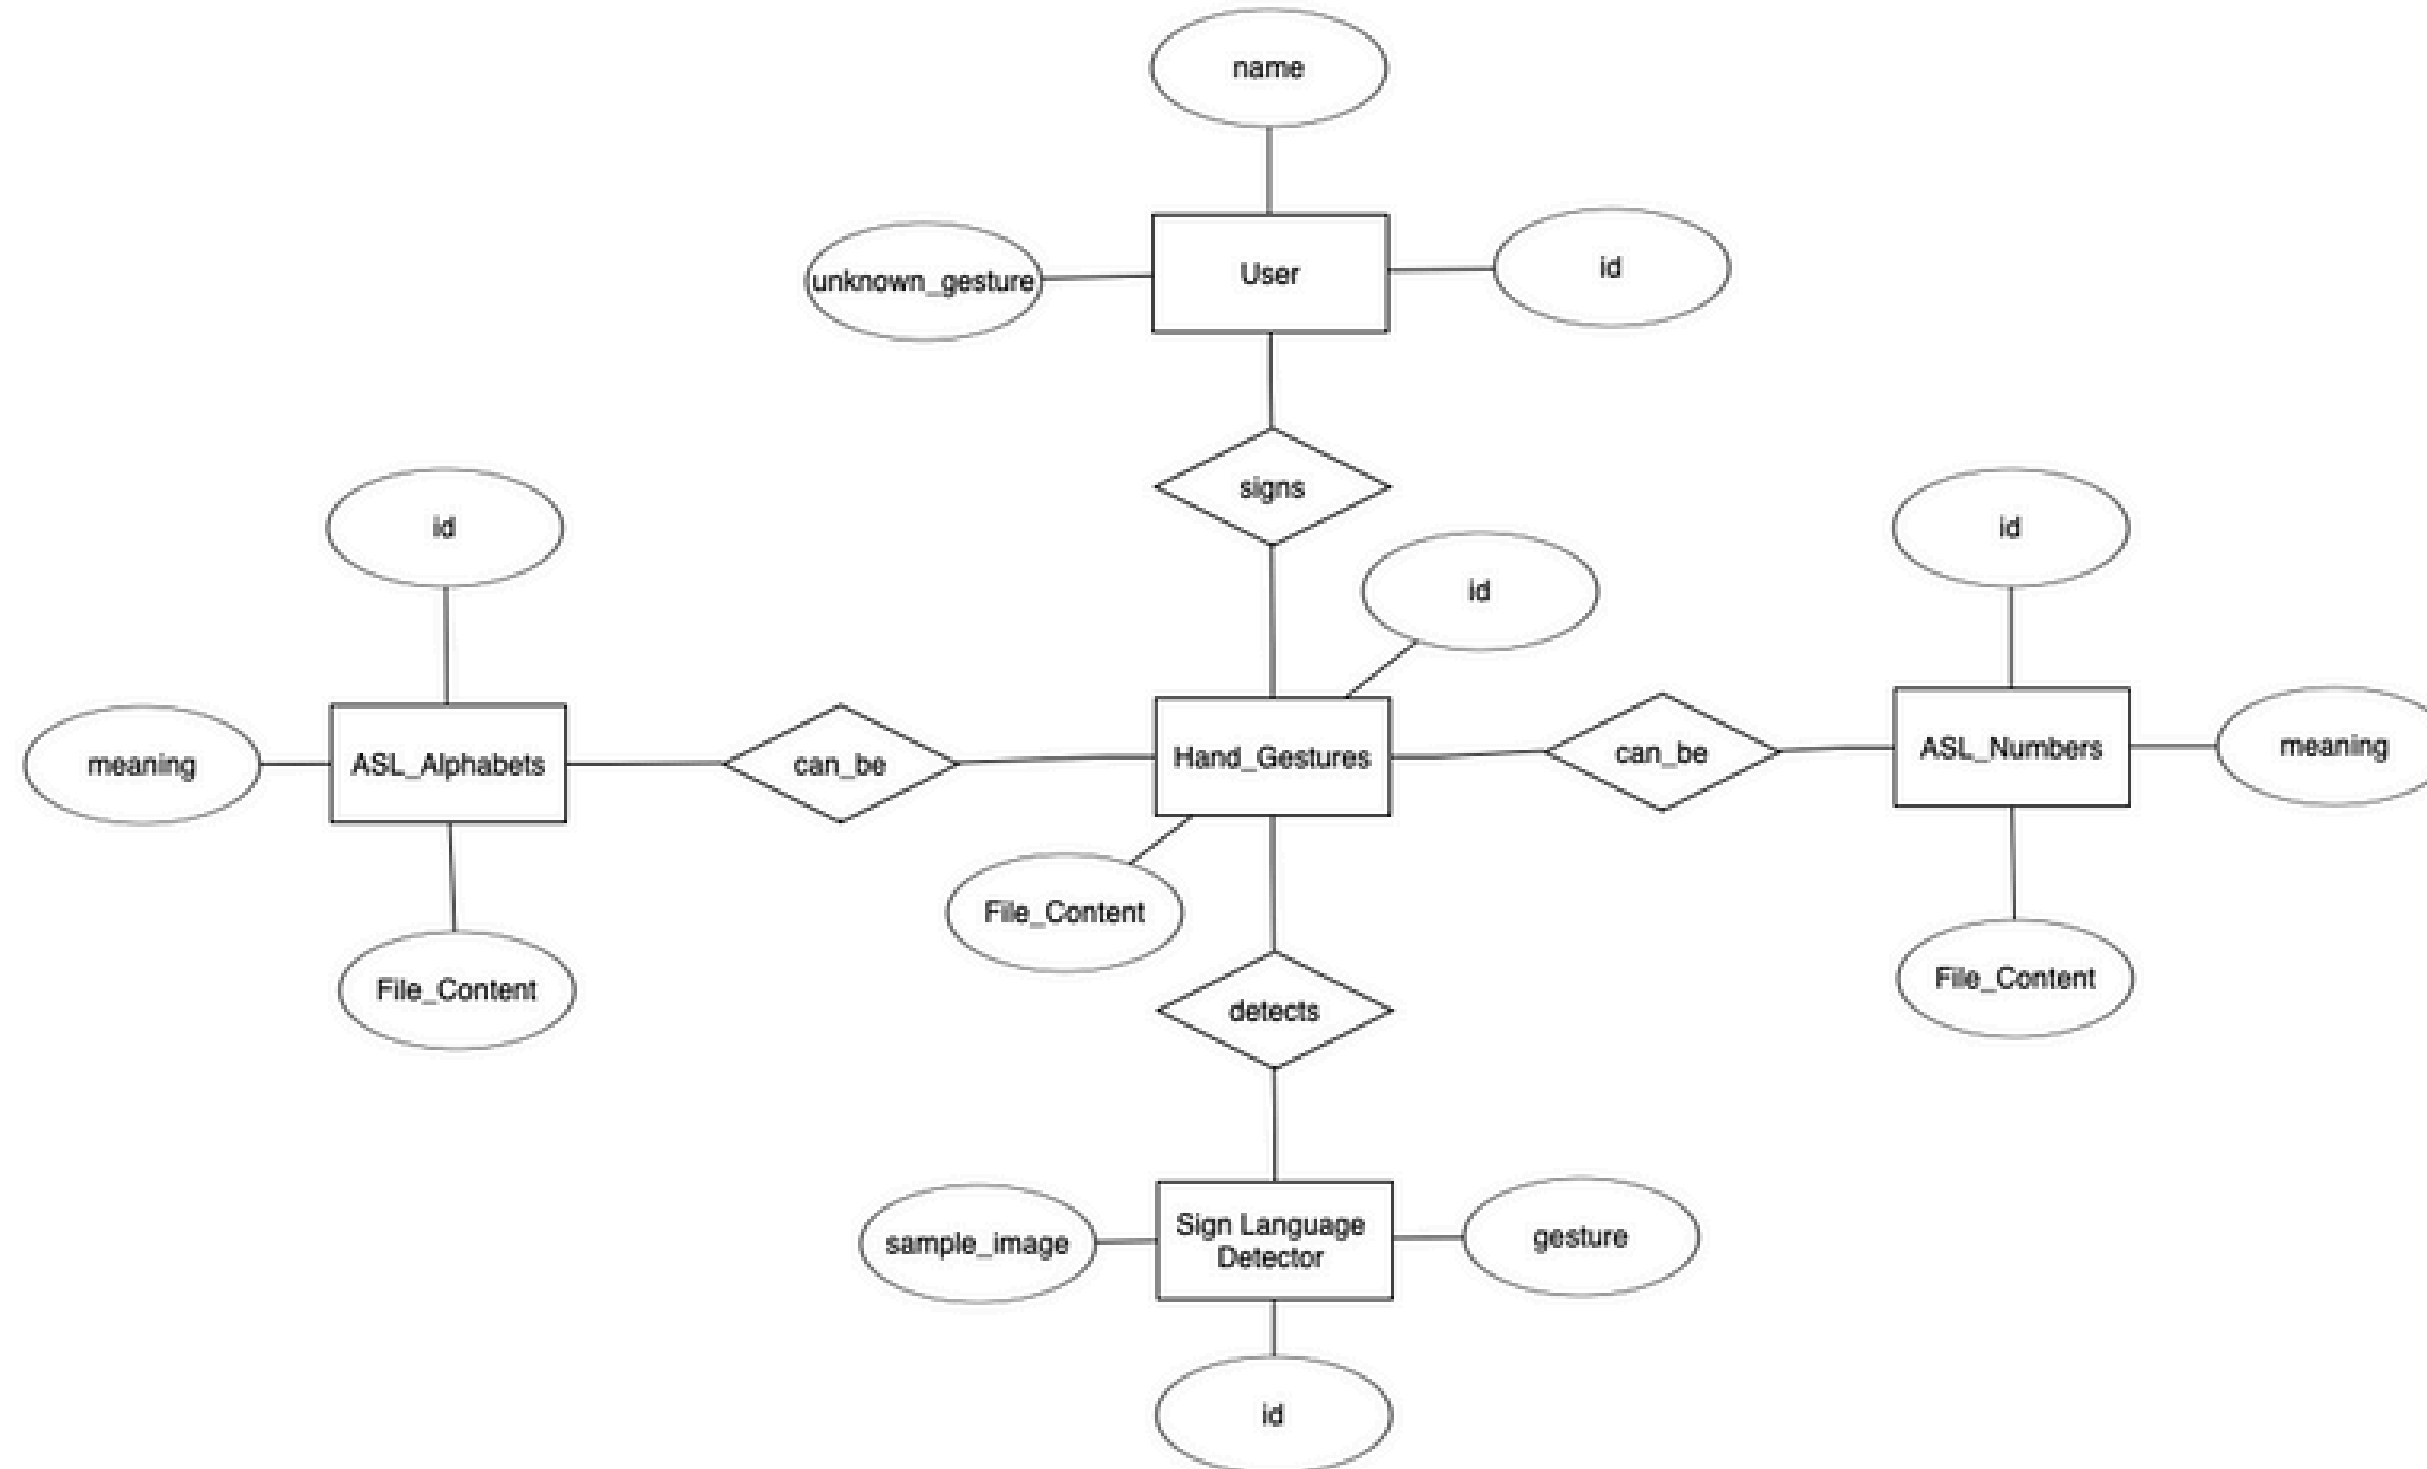 name
unknown_gesture
User
id
signs
id
id
id
meaning
ASL_Alphabets
can_be
Hand_Gestures
can_be
ASL_Numbers
meaning
File_Content
File_Content
File_Content
detects
sample_image
Sign Language
Detector
gesture
id